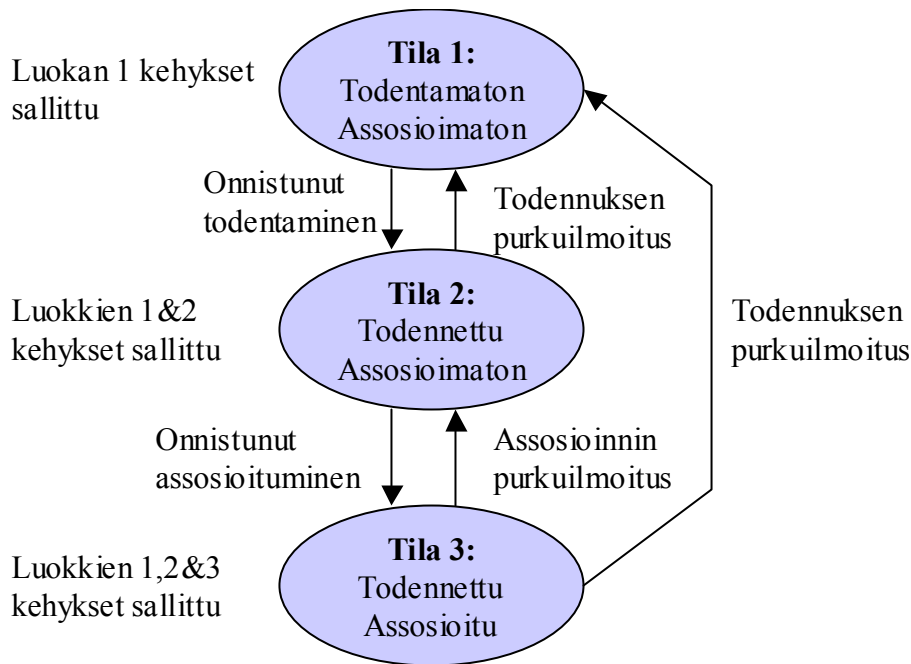 Tila 1:
Todentamaton
Assosioimaton
Luokan 1 kehykset
sallittu
Onnistunut
todentaminen
Todennuksen
purkuilmoitus
Tila 2:
Todennettu
Assosioimaton
Luokkien 1&2
kehykset sallittu
Todennuksen
purkuilmoitus
Onnistunut
assosioituminen
Assosioinnin
purkuilmoitus
Tila 3:
Todennettu
Assosioitu
Luokkien 1,2&3
kehykset sallittu